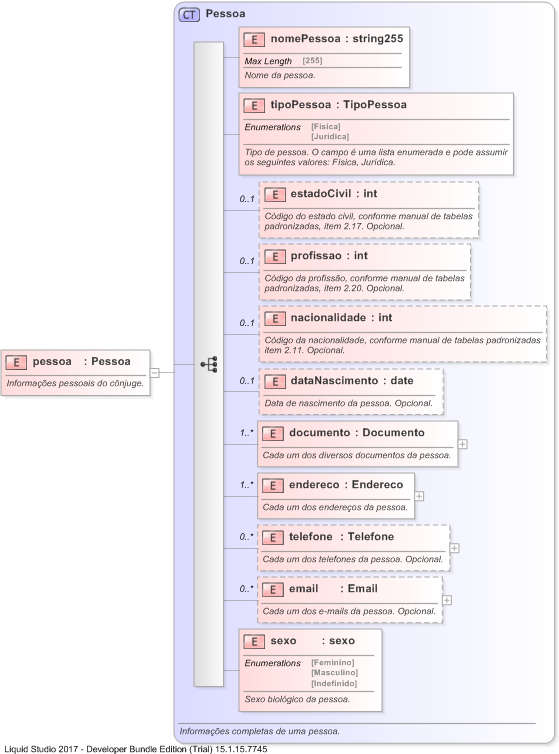 CT Pessoa
E nomePessoa : string255
Max Length [255]
Nome da pessoa.
E tipoPessoa : TipoPessoa
Enumerations [Física]
[Jurídica]
Tipo de pessoa. O campo é uma lista enumerada e pode assumir
os seguintes valores: Física, Jurídica.
0..1 E estadoCivil : int
Código do estado civil, conforme manual de tabelas
padronizadas, item 2.17. Opcional.
0..1 E profissao : int
Código da profissão, conforme manual de tabelas
padronizadas, item 2.20. Opcional.
0..1 E nacionalidade : int
Código da nacionalidade, conforme manual de tabelas padronizadas
item 2.11. Opcional.
E pessoa : Pessoa
Informações pessoais do cônjuge.
0..1 E dataNascimento : date
Data de nascimento da pessoa. Opcional.
1..* E documento : Documento
Cada um dos diversos documentos da pessoa.
1..* E endereco : Endereco
Cada um dos endereços da pessoa.
0..* E telefone : Telefone
Cada um dos telefones da pessoa. Opcional.
0..* E email : Email
Cada um dos e-mails da pessoa. Opcional.
E sexo : sexo
Enumerations [Feminino]
[Masculino]
[Indefinido]
Sexo biológico da pessoa.
Informações completas de uma pessoa.
Liquid Studio 2017 - Developer Bundle Edition (Trial) 15.1.15.7745